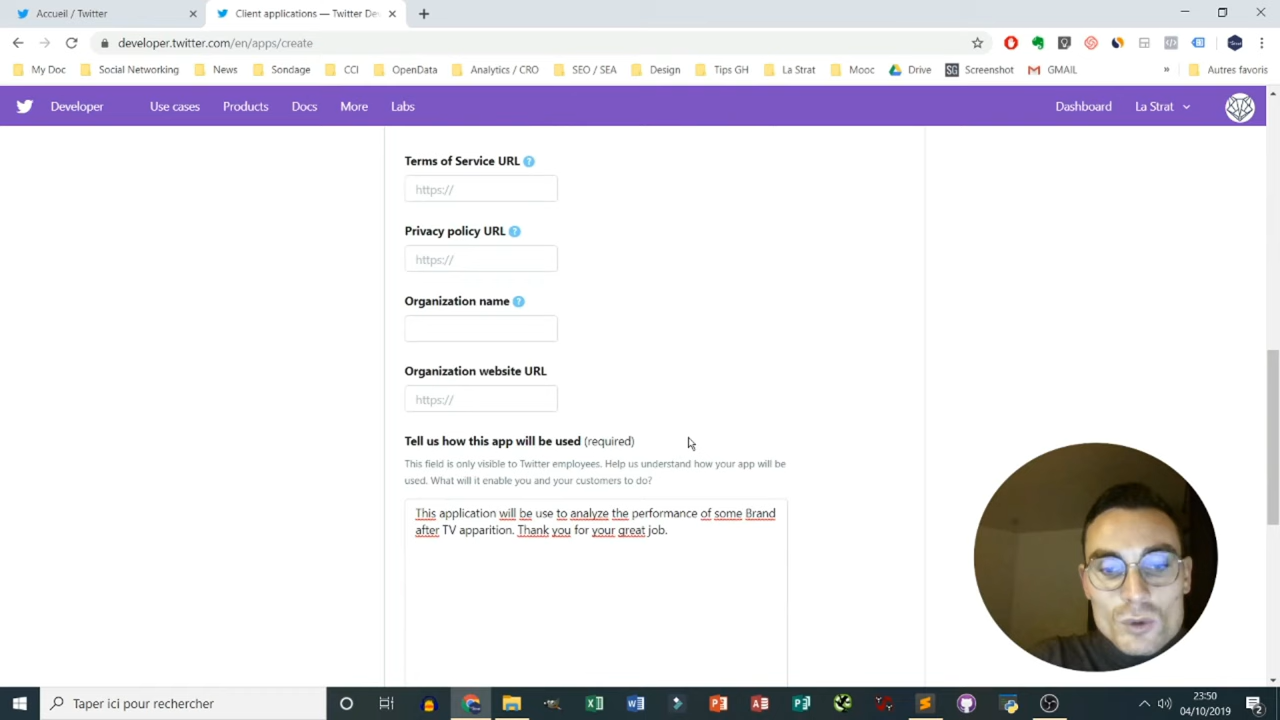 Accueil / Twitter
Client applications — Twitter De
developer.twitter.com/en/apps/create
My Doc
Social Networking
News
Sondage
CCI
OpenData
Analytics / CRO
SEO / SEA
Design
Tips GH
La Strat
Mooc
Drive
SG Screenshot
GMAIL
»
Autres favoris
Developer
Use cases
Products
Docs
More
Labs
Dashboard
La Strat
Terms of Service URL ?
https://
Privacy policy URL ?
https://
Organization name ?
Organization website URL
https://
Tell us how this app will be used (required)
This field is only visible to Twitter employees. Help us understand how your app will be
used. What will it enable you and your customers to do?
This application will be use to analyze the performance of some Brand
after TV apparition. Thank you for your great job.
Taper ici pour rechercher
23:50
04/10/2019
2